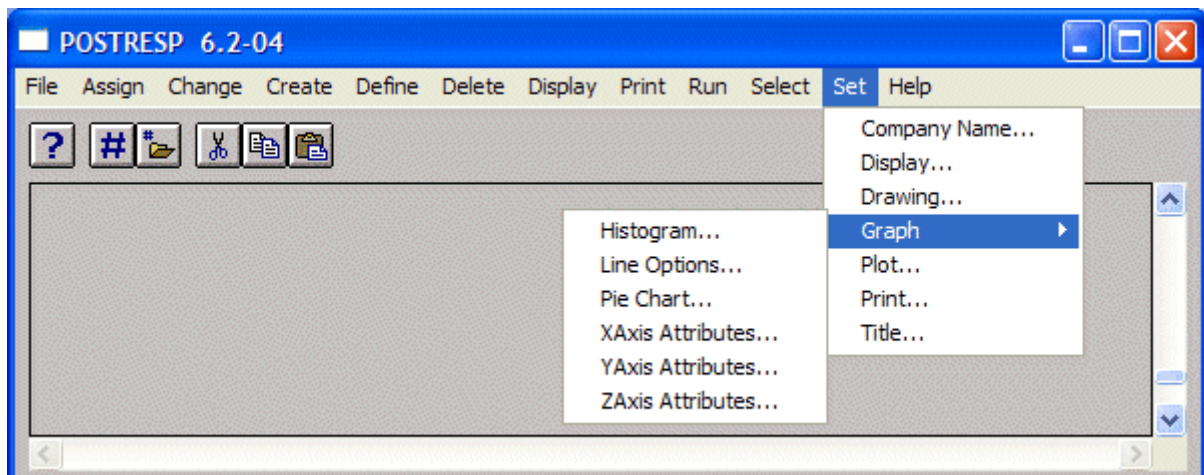 POSTRESP 6.2-04
File Assign Change Create Define Delete Display Print Run Select Set Help
? # #
Company Name...
Display...
Drawing...
Graph
Plot...
Print...
Title...
Histogram...
Line Options...
Pie Chart...
XAxis Attributes...
YAxis Attributes...
ZAxis Attributes...